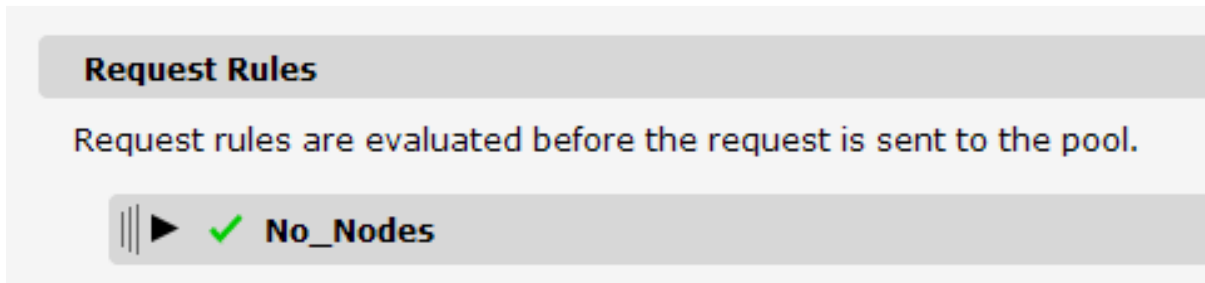 Request Rules
Request rules are evaluated before the request is sent to the pool.
No_Nodes